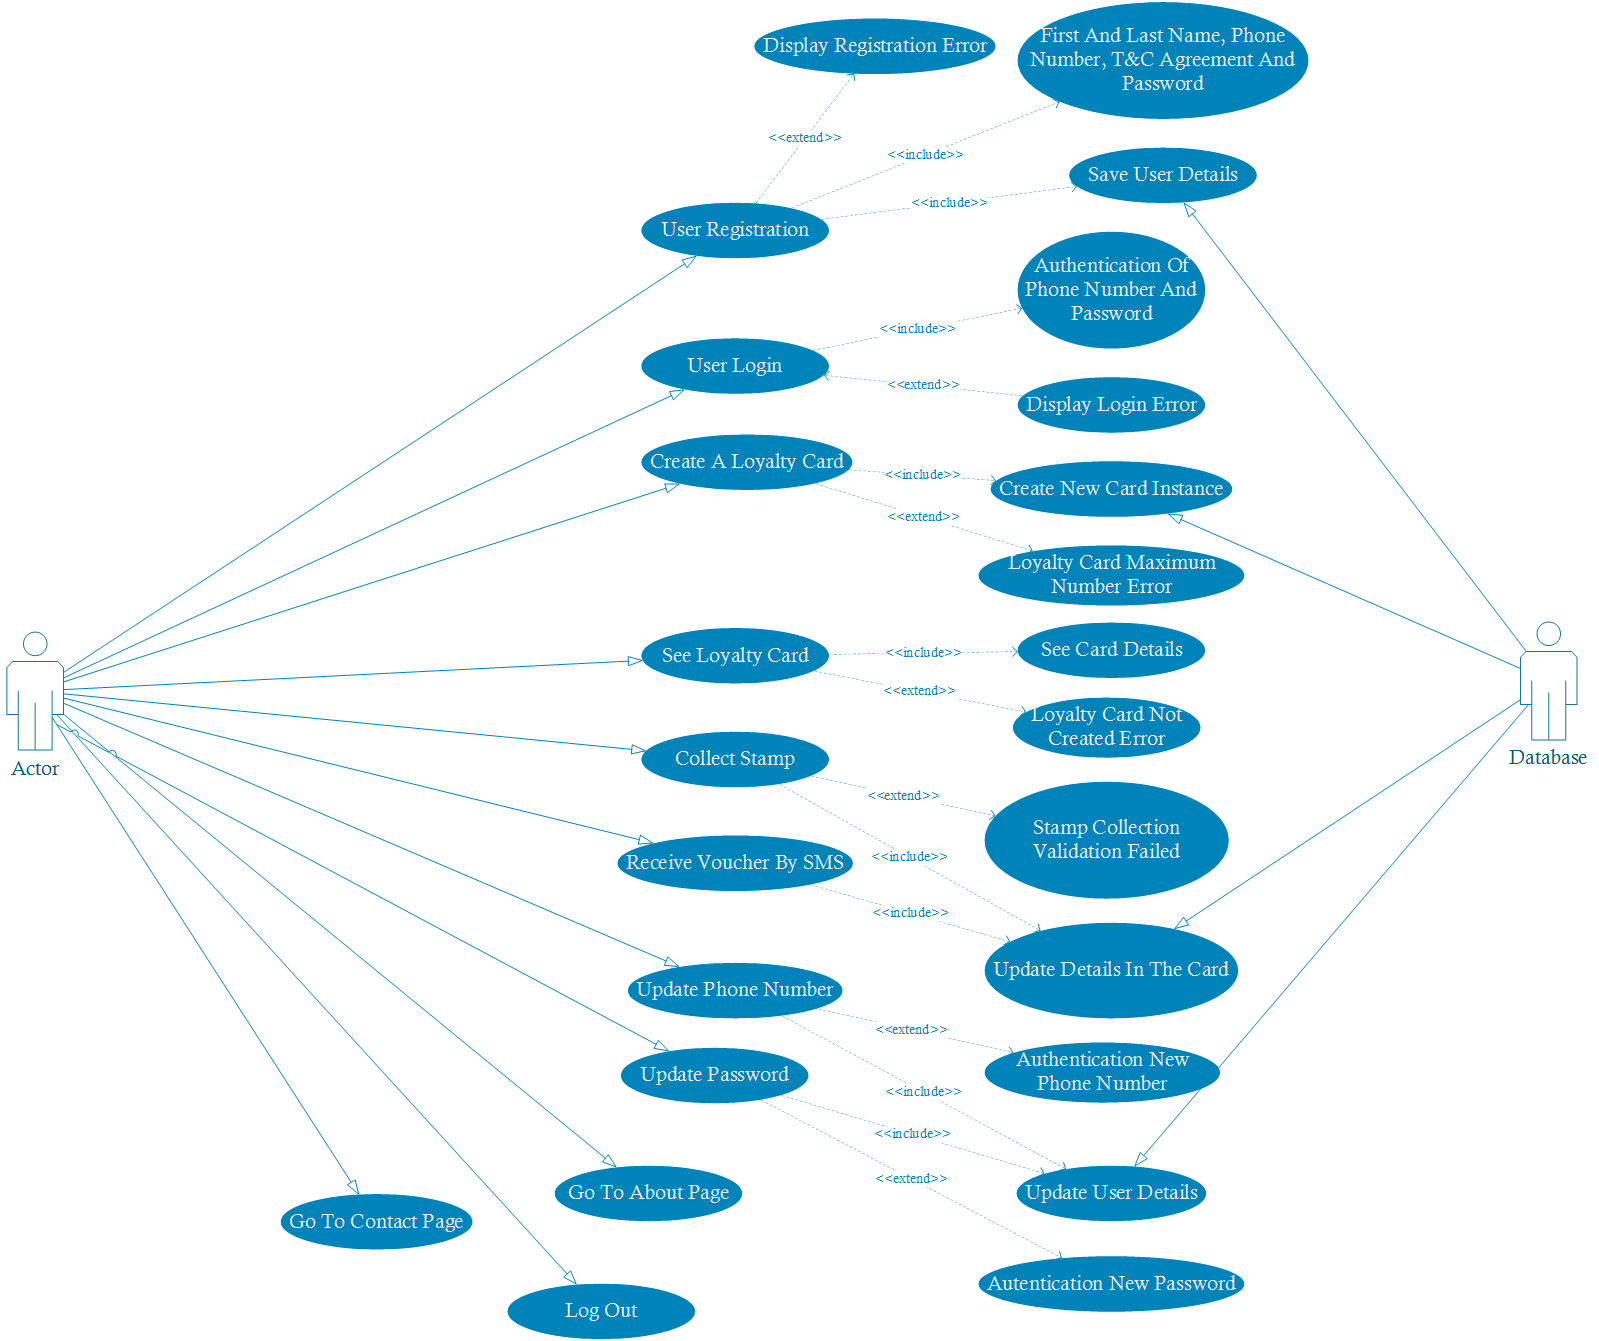 Display Registration Error
First And Last Name, Phone
Number, T&C Agreement And
Password
<<extend>>
<<include>>
Save User Details
<<include>>
User Registration
Authentication Of
Phone Number And
Password
<<include>>
User Login
<<extend>>
Display Login Error
Create A Loyalty Card
<<include>>
Create New Card Instance
<<extend>>
Loyalty Card Maximum
Number Error
See Loyalty Card
<<include>>
See Card Details
<<extend>>
Loyalty Card Not
Created Error
Actor
Database
Collect Stamp
<<extend>>
Stamp Collection
Validation Failed
<<include>>
Receive Voucher By SMS
<<include>>
Update Details In The Card
Update Phone Number
<<extend>>
Authentication New
Phone Number
Update Password
<<include>>
<<include>>
<<extend>>
Update User Details
Go To About Page
Go To Contact Page
Autentication New Password
Log Out